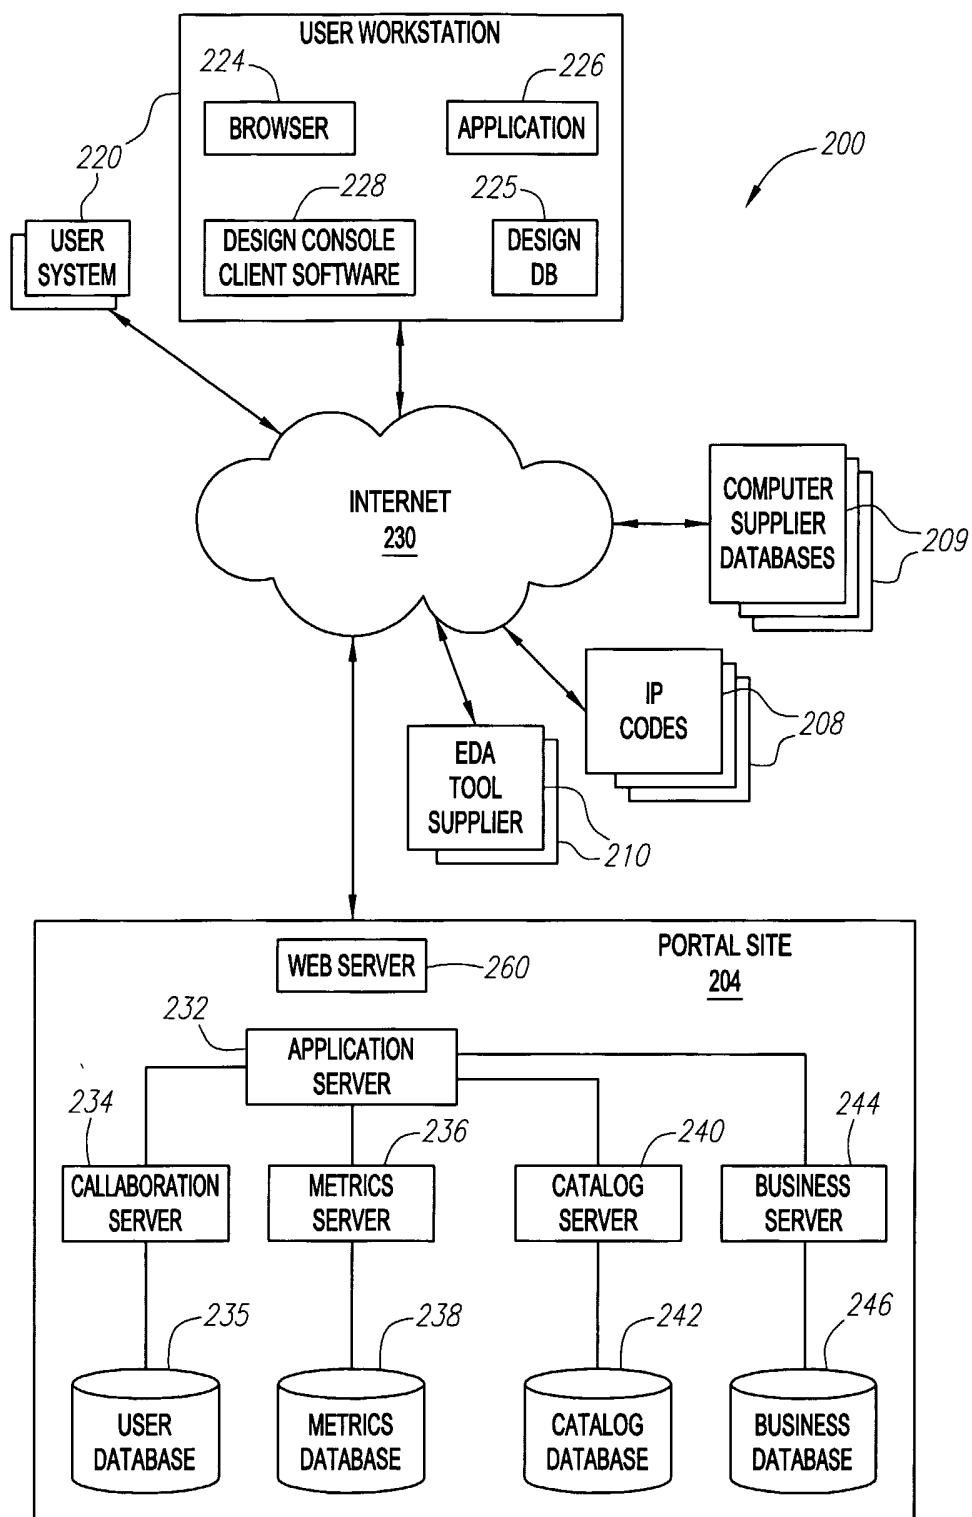 USER WORKSTATION
224
226
BROWSER
APPLICATION
200
220
228
225
USER
SYSTEM
DESIGN CONSOLE
CLIENT SOFTWARE
DESIGN
DB
INTERNET
230
COMPUTER
SUPPLIER
DATABASES
209
IP
CODES
208
EDA
TOOL
SUPPLIER
210
PORTAL SITE
204
WEB SERVER
260
232
APPLICATION
SERVER
234
236
240
244
CALLABORATION
SERVER
METRICS
SERVER
CATALOG
SERVER
BUSINESS
SERVER
235
238
242
246
USER
DATABASE
METRICS
DATABASE
CATALOG
DATABASE
BUSINESS
DATABASE